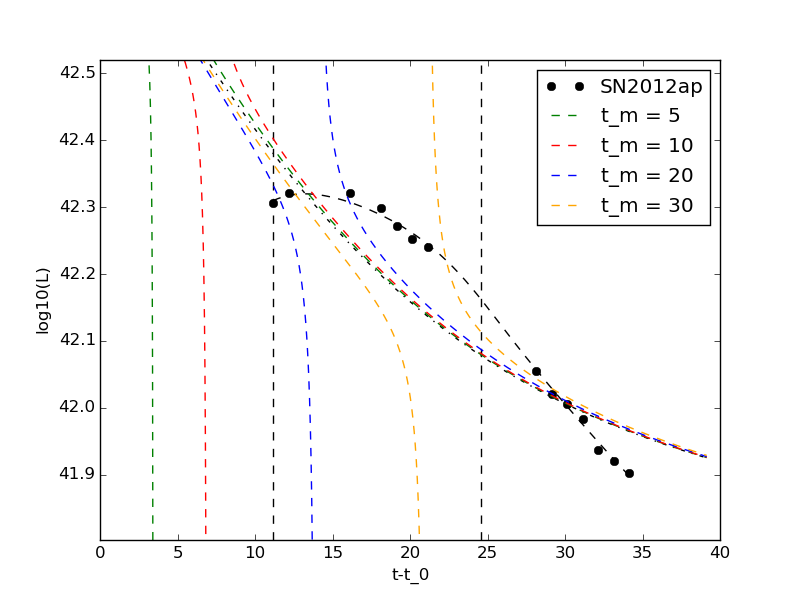 42.5
42.4
42.3
42.2
42.1
42.0
41.9
log10(L)
SN2012ap
t_m = 5
t_m = 10
t_m = 20
t_m = 30
0 5 10 15 20 25 30 35 40
t-t_0